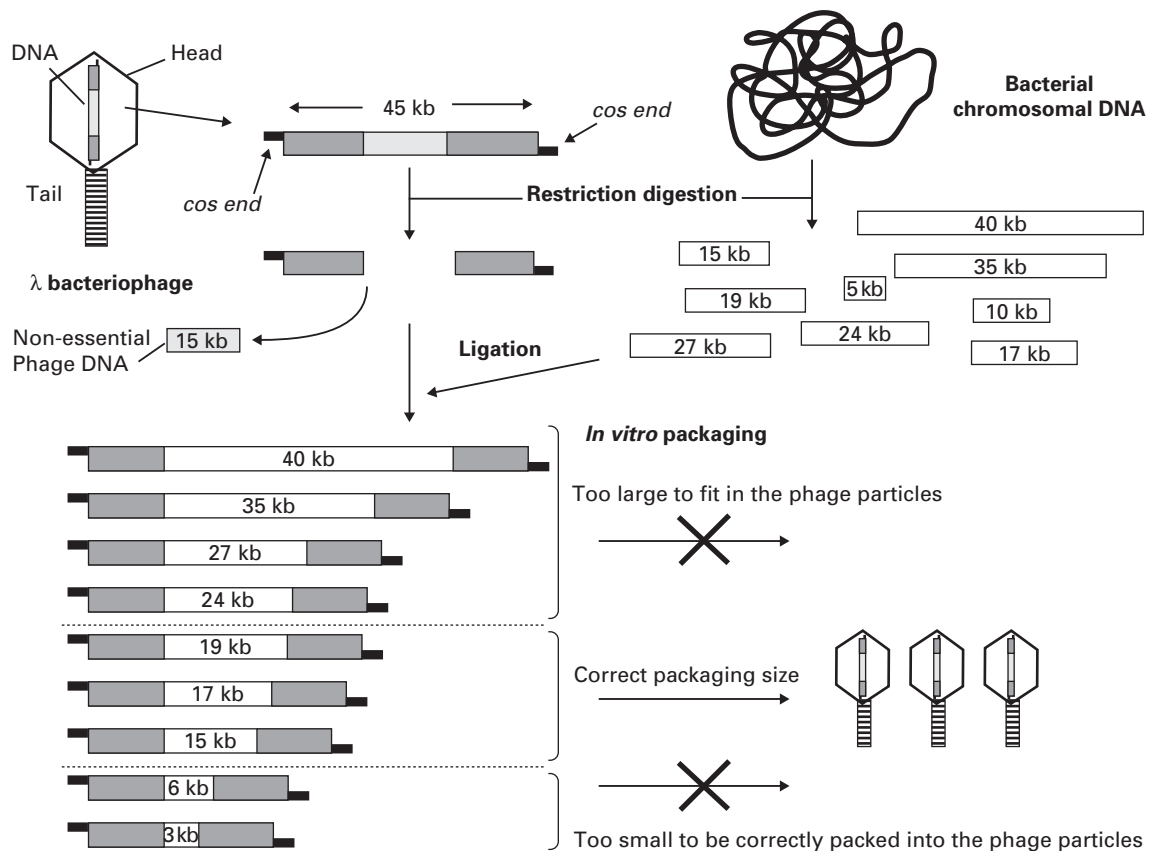 DNA
Head
Tail
λ bacteriophage
45 kb
cos end
cos end
Bacterial
chromosomal DNA
Restriction digestion
40 kb
15 kb
35 kb
5 kb
19 kb
10 kb
24 kb
27 kb
17 kb
Non-essential
Phage DNA
15 kb
Ligation
In vitro packaging
40 kb
35 kb
27 kb
24 kb
Too large to fit in the phage particles
19 kb
17 kb
15 kb
Correct packaging size
6 kb
3 kb
Too small to be correctly packed into the phage particles